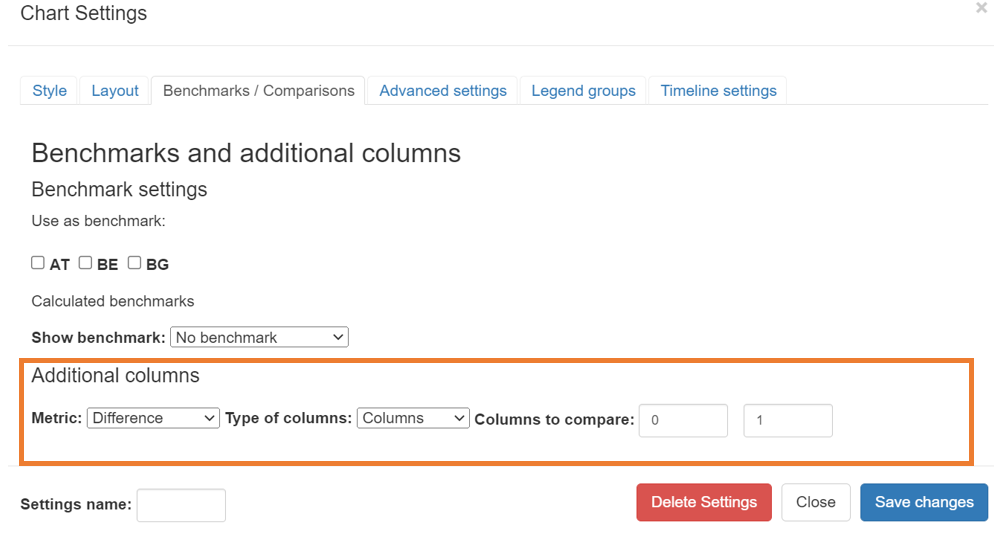 Chart Settings ×
Style Layout Benchmarks / Comparisons Advanced settings Legend groups Timeline settings
Benchmarks and additional columns
Benchmark settings
Use as benchmark:
AT BE BG
Calculated benchmarks
Show benchmark: No benchmark
Additional columns
Metric: Difference Type of columns: Columns Columns to compare: 0 1
Settings name: Delete Settings Close Save changes